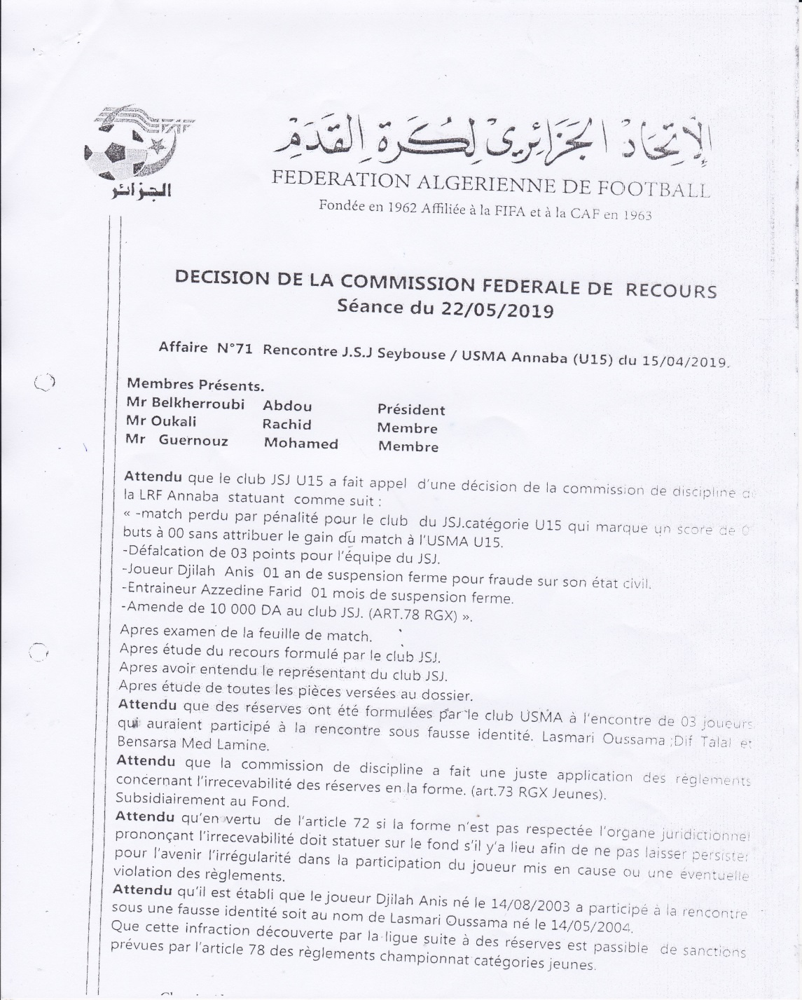 الإتحاد الجزائري لكرة القدم
الجزائر
FEDERATION ALGERIENNE DE FOOTBALL
Fondée en 1962 Affiliée à la FIFA et à la CAF en 1963
DECISION DE LA COMMISSION FEDERALE DE RECOURS
Séance du 22/05/2019
Affaire N°71 Rencontre J.S.J Seybouse / USMA Annaba (U15) du 15/04/2019.
Membres Présents.
Mr Belkherroubi Abdou Président
Mr Oukali Rachid Membre
Mr Guernouz Mohamed Membre
Attendu que le club JSJ U15 a fait appel d'une décision de la commission de discipline de
la LRF Annaba statuant comme suit :
« -match perdu par pénalité pour le club du JSJ.catégorie U15 qui marque un score de
buts à 00 sans attribuer le gain du match à l'USMA U15.
-Défalcation de 03 points pour l'équipe du JSJ.
-Joueur Djilah Anis 01 an de suspension ferme pour fraude sur son état civil.
-Entraineur Azzedine Farid 01 mois de suspension ferme.
-Amende de 10 000 DA au club JSJ. (ART.78 RGX) ».
Apres examen de la feuille de match.
Apres étude du recours formulé par le club JSJ.
Apres avoir entendu le représentant du club JSJ.
Apres étude de toutes les pièces versées au dossier.
Attendu que des réserves ont été formulées par le club USMA à l'encontre de 03 joueurs
qui auraient participé à la rencontre sous fausse identité. Lasmari Oussama ;Dif Talal et
Bensarsa Med Lamine.
Attendu que la commission de discipline a fait une juste application des règlements
concernant l'irrecevabilité des réserves en la forme. (art.73 RGX Jeunes).
Subsidiairement au Fond.
Attendu qu'en vertu de l'article 72 si la forme n'est pas respectée l'organe juridictionnel
prononçant l'irrecevabilité doit statuer sur le fond s'il y'a lieu afin de ne pas laisser persister
pour l'avenir l'irrégularité dans la participation du joueur mis en cause ou une éventuelle
violation des règlements.
Attendu qu'il est établi que le joueur Djilah Anis né le 14/08/2003 a participé à la rencontre
sous une fausse identité soit au nom de Lasmari Oussama né le 14/05/2004.
Que cette infraction découverte par la ligue suite à des réserves est passible de sanctions
prévues par l'article 78 des règlements championnat catégories jeunes.